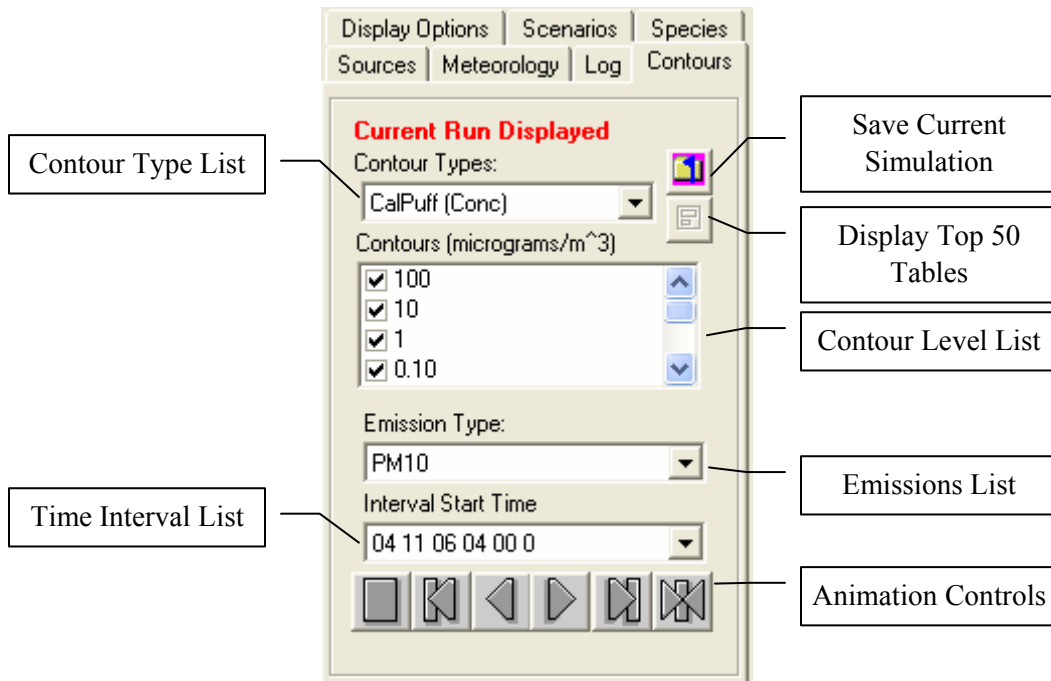 Display Options Scenarios Species
Sources Meteorology Log Contours
Current Run Displayed
Contour Types:
CalPuff (Conc)
Contours (micrograms/m^3)
100
10
1
0.10
Emission Type:
PM10
Interval Start Time
04 11 06 04 00 0
Contour Type List
Time Interval List
Save Current
Simulation
Display Top 50
Tables
Contour Level List
Emissions List
Animation Controls